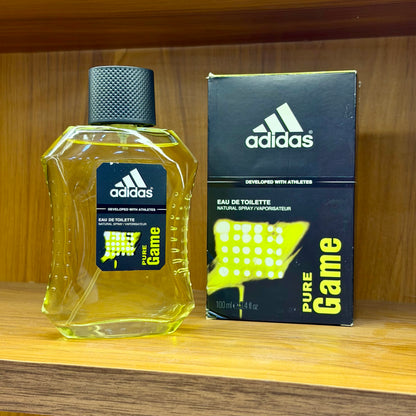 adidas
DEVELOPED WITH ATHLETES
EAU DE TOILETTE
NATURAL SPRAY / VAPORISATEUR
PURE
Game
adidas
DEVELOPED WITH ATHLETES
EAU DE TOILETTE
NATURAL SPRAY / VAPORISATEUR
PURE
Game
100 ml e 3.4 fl oz